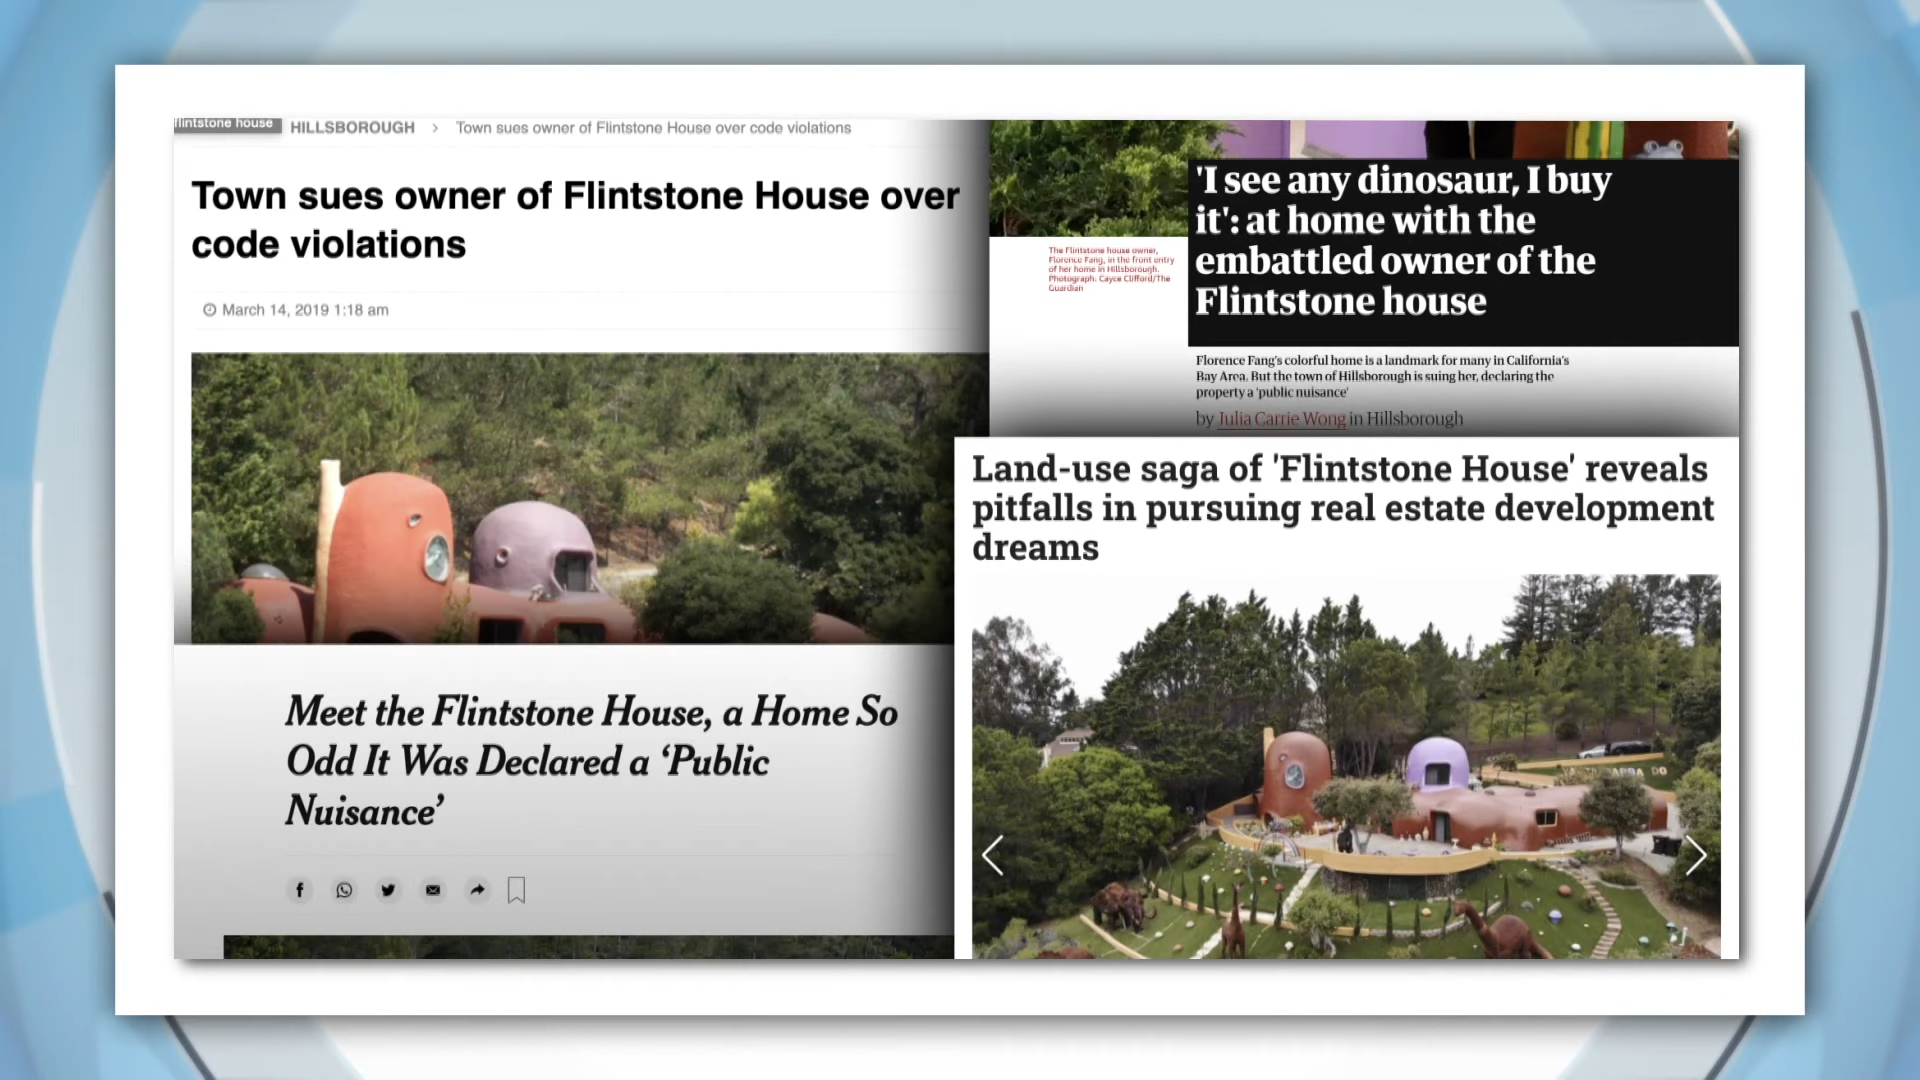 flintstone house
HILLSBOROUGH > Town sues owner of Flintstone House over code violations
Town sues owner of Flintstone House over
code violations
March 14, 2019 1:18 am
'I see any dinosaur, I buy
it': at home with the
embattled owner of the
Flintstone house
The Flintstone house owner,
Florence Fang, in the front entry
of her home in Hillsborough.
Photograph: Cayce Clifford/The
Guardian
Florence Fang's colorful home is a landmark for many in California's
Bay Area. But the town of Hillsborough is suing her, declaring the
property a 'public nuisance'
by Julia Carrie Wong in Hillsborough
Land-use saga of 'Flintstone House' reveals
pitfalls in pursuing real estate development
dreams
Meet the Flintstone House, a Home So
Odd It Was Declared a ‘Public
Nuisance’